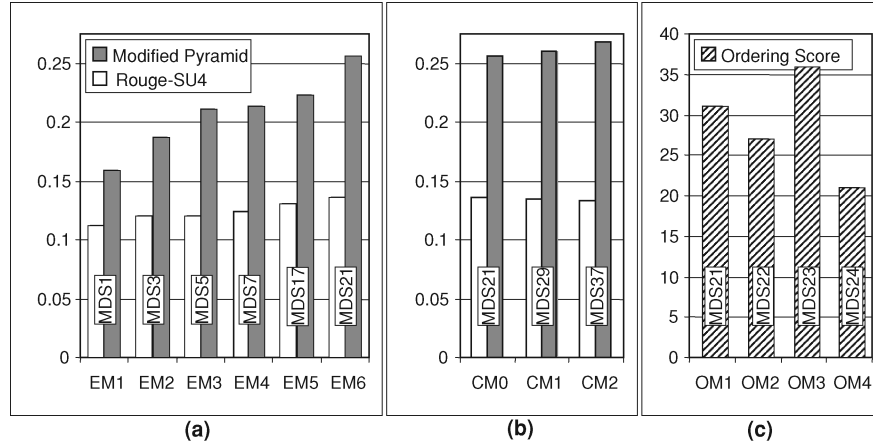 Modified Pyramid
Rouge-SU4
0.25
0.2
0.15
0.1
0.05
0
MDS1
MDS3
MDS5
MDS7
MDS17
MDS21
EM1 EM2 EM3 EM4 EM5 EM6
(a)
0.25
0.2
0.15
0.1
0.05
0
MDS21
MDS29
MDS37
CM0 CM1 CM2
(b)
Ordering Score
40
35
30
25
20
15
10
5
0
MDS21
MDS22
MDS23
MDS24
OM1 OM2 OM3 OM4
(c)